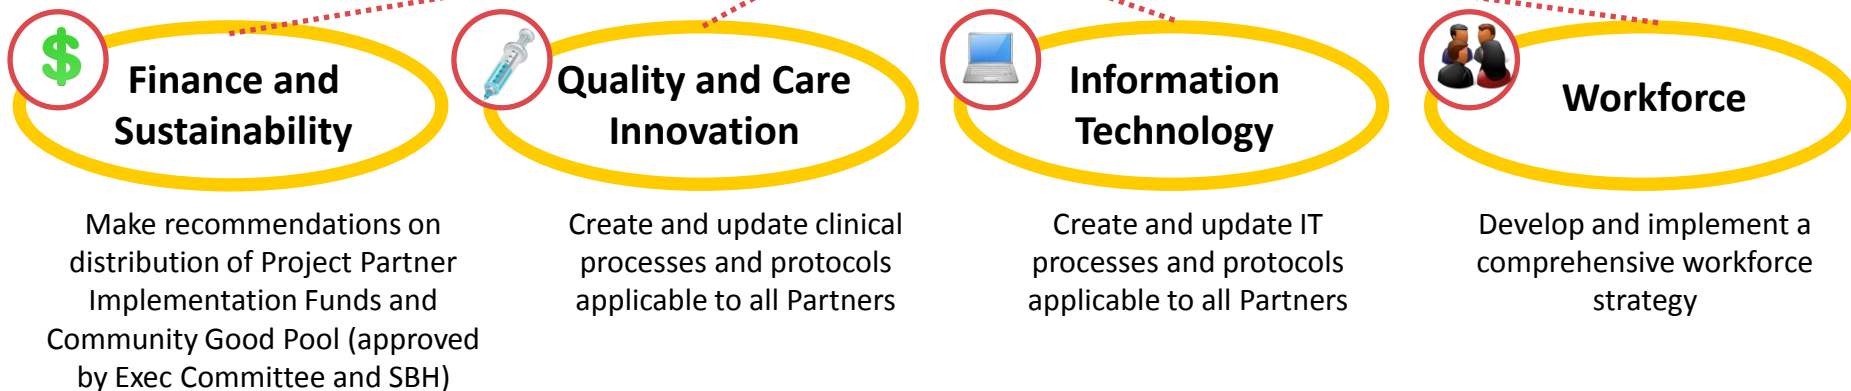 $
Finance and
Sustainability
Make recommendations on
distribution of Project Partner
Implementation Funds and
Community Good Pool (approved
by Exec Committee and SBH)
Quality and Care
Innovation
Create and update clinical
processes and protocols
applicable to all Partners
Information
Technology
Create and update IT
processes and protocols
applicable to all Partners
Workforce
Develop and implement a
comprehensive workforce
strategy